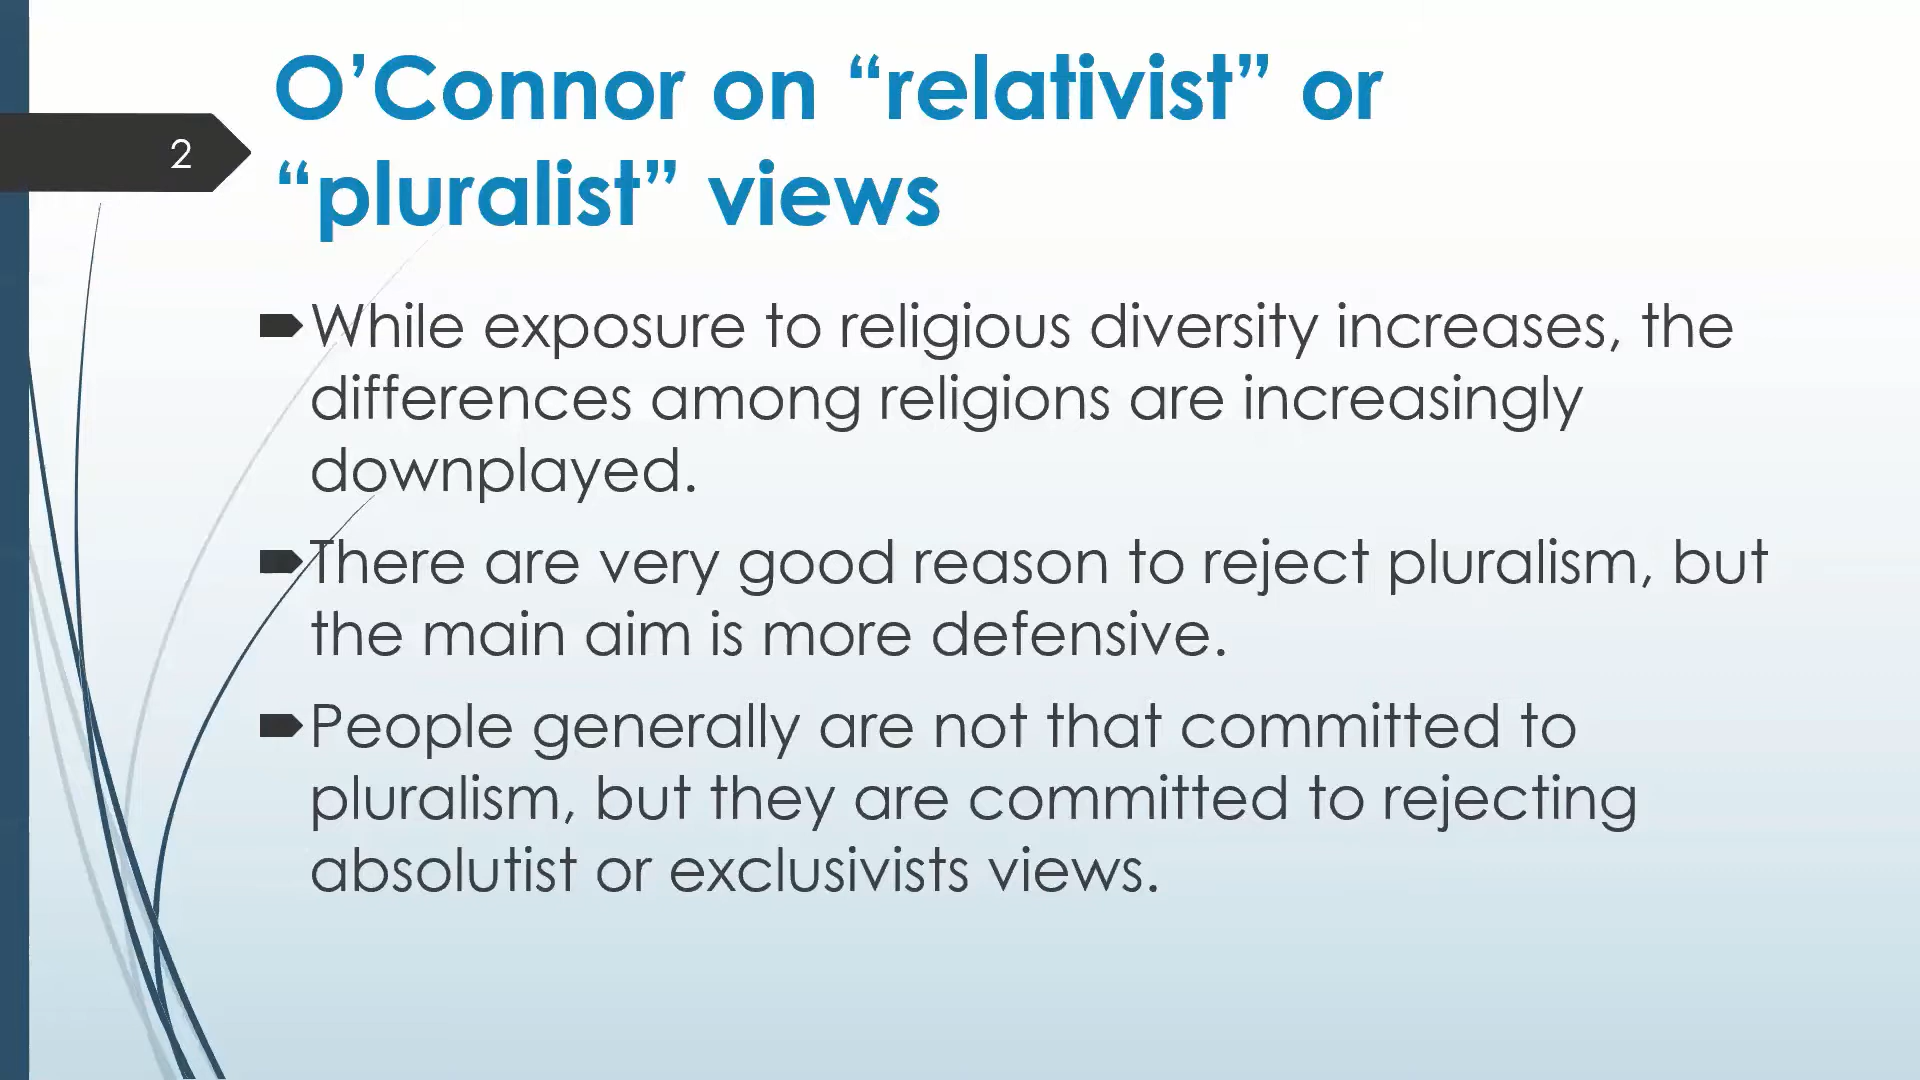 O’Connor on “relativist” or
“pluralist” views
2
While exposure to religious diversity increases, the
differences among religions are increasingly
downplayed.
There are very good reason to reject pluralism, but
the main aim is more defensive.
People generally are not that committed to
pluralism, but they are committed to rejecting
absolutist or exclusivists views.